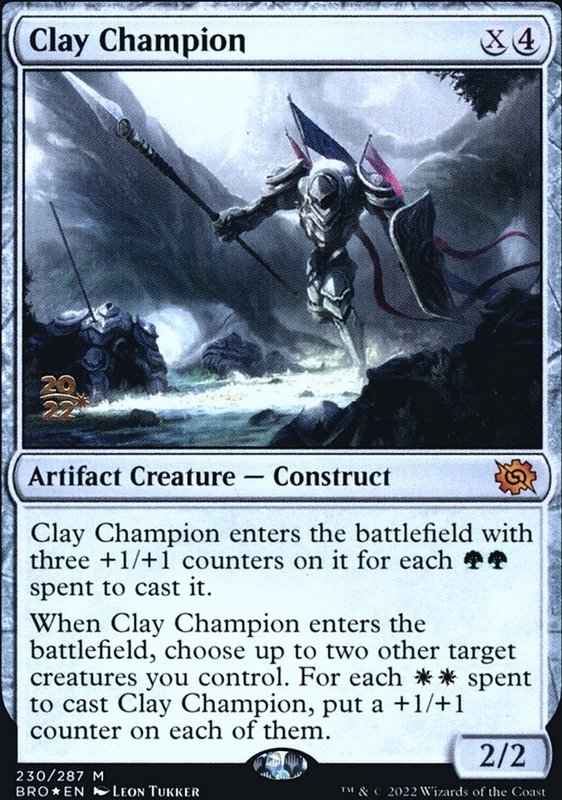 Clay Champion X 4
20
22
Artifact Creature — Construct
Clay Champion enters the battlefield with
three +1/+1 counters on it for each
spent to cast it.
When Clay Champion enters the
battlefield, choose up to two other target
creatures you control. For each spent
to cast Clay Champion, put a +1/+1
counter on each of them.
2/2
230/287 M
BRO★EN Leon Tukker
™ & © 2022 Wizards of the Coast